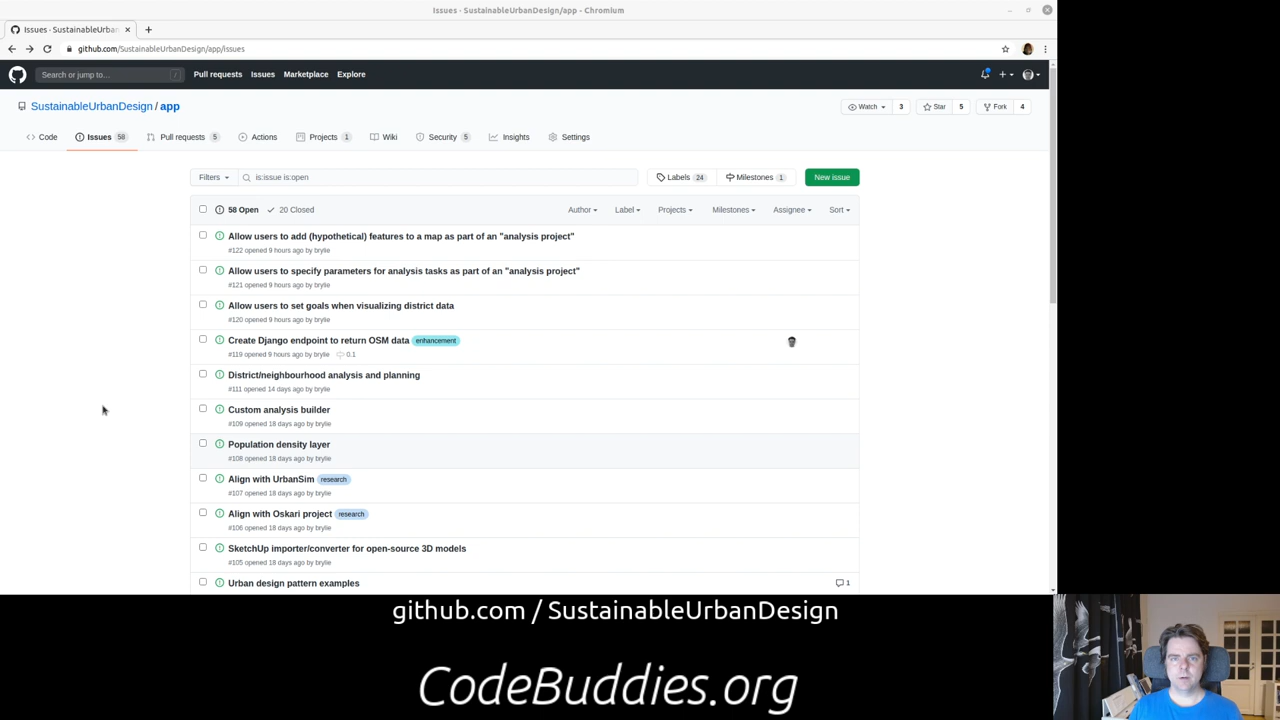 Issues · SustainableUrbanDesign/app - Chromium
Issues · SustainableUrban
github.com/SustainableUrbanDesign/app/issues
Search or jump to… /
Pull requests Issues Marketplace Explore
SustainableUrbanDesign / app
Watch 3 Star 5 Fork 4
Code Issues 58 Pull requests 5 Actions Projects 1 Wiki Security 5 Insights Settings
Filters is:issue is:open Labels 24 Milestones 1 New issue
58 Open 20 Closed Author Label Projects Milestones Assignee Sort
Allow users to add (hypothetical) features to a map as part of an "analysis project"
#122 opened 9 hours ago by brylie
Allow users to specify parameters for analysis tasks as part of an "analysis project"
#121 opened 9 hours ago by brylie
Allow users to set goals when visualizing district data
#120 opened 9 hours ago by brylie
Create Django endpoint to return OSM data enhancement
#119 opened 9 hours ago by brylie 0.1
District/neighbourhood analysis and planning
#111 opened 14 days ago by brylie
Custom analysis builder
#109 opened 18 days ago by brylie
Population density layer
#108 opened 18 days ago by brylie
Align with UrbanSim research
#107 opened 18 days ago by brylie
Align with Oskari project research
#106 opened 18 days ago by brylie
SketchUp importer/converter for open-source 3D models
#105 opened 18 days ago by brylie
Urban design pattern examples 1
github.com / SustainableUrbanDesign
CodeBuddies.org